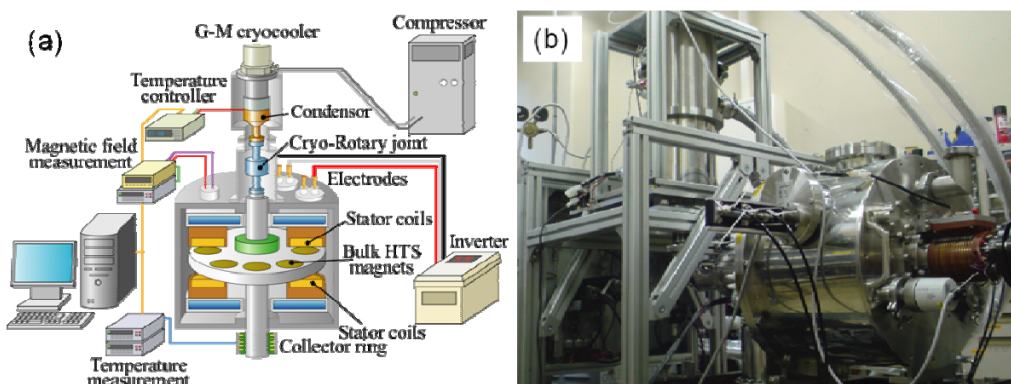 (a)
G-M cryocooler
Compressor
Temperature
controller
Condensor
Magnetic field
measurement
Cryo-Rotary joint
Electrodes
Stator coils
Bulk HTS
magnets
Inverter
Stator coils
Collector ring
Temperature
measurement
(b)